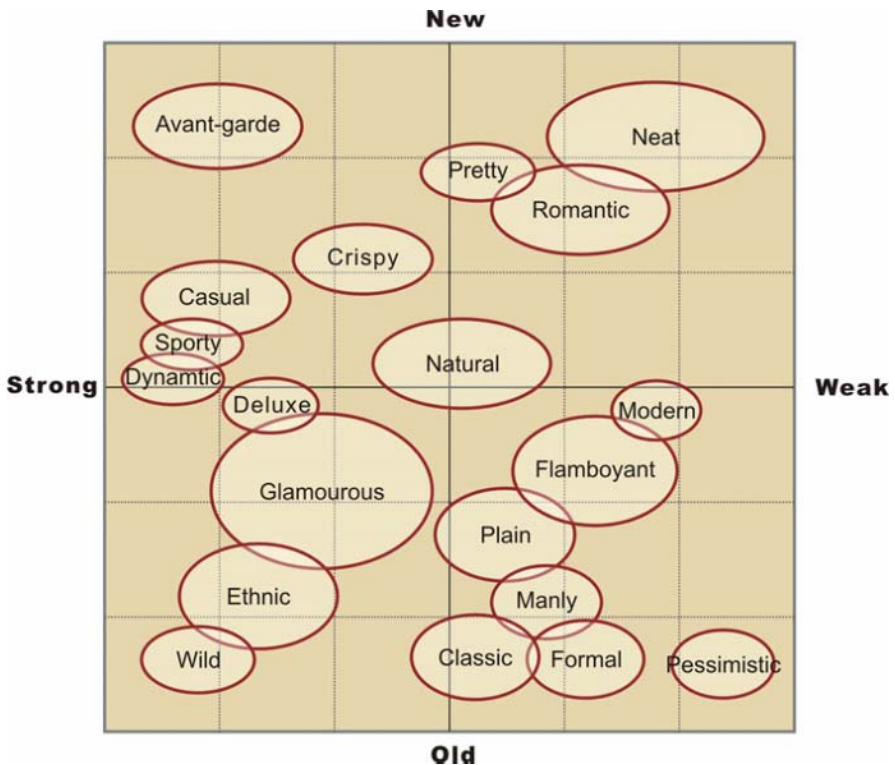 New
Avant-garde
Neat
Pretty
Romantic
Crispy
Casual
Sporty
Natural
Dynamtic
Strong
Weak
Deluxe
Modern
Flamboyant
Glamourous
Plain
Ethnic
Manly
Wild
Classic
Formal
Pessimistic
Old